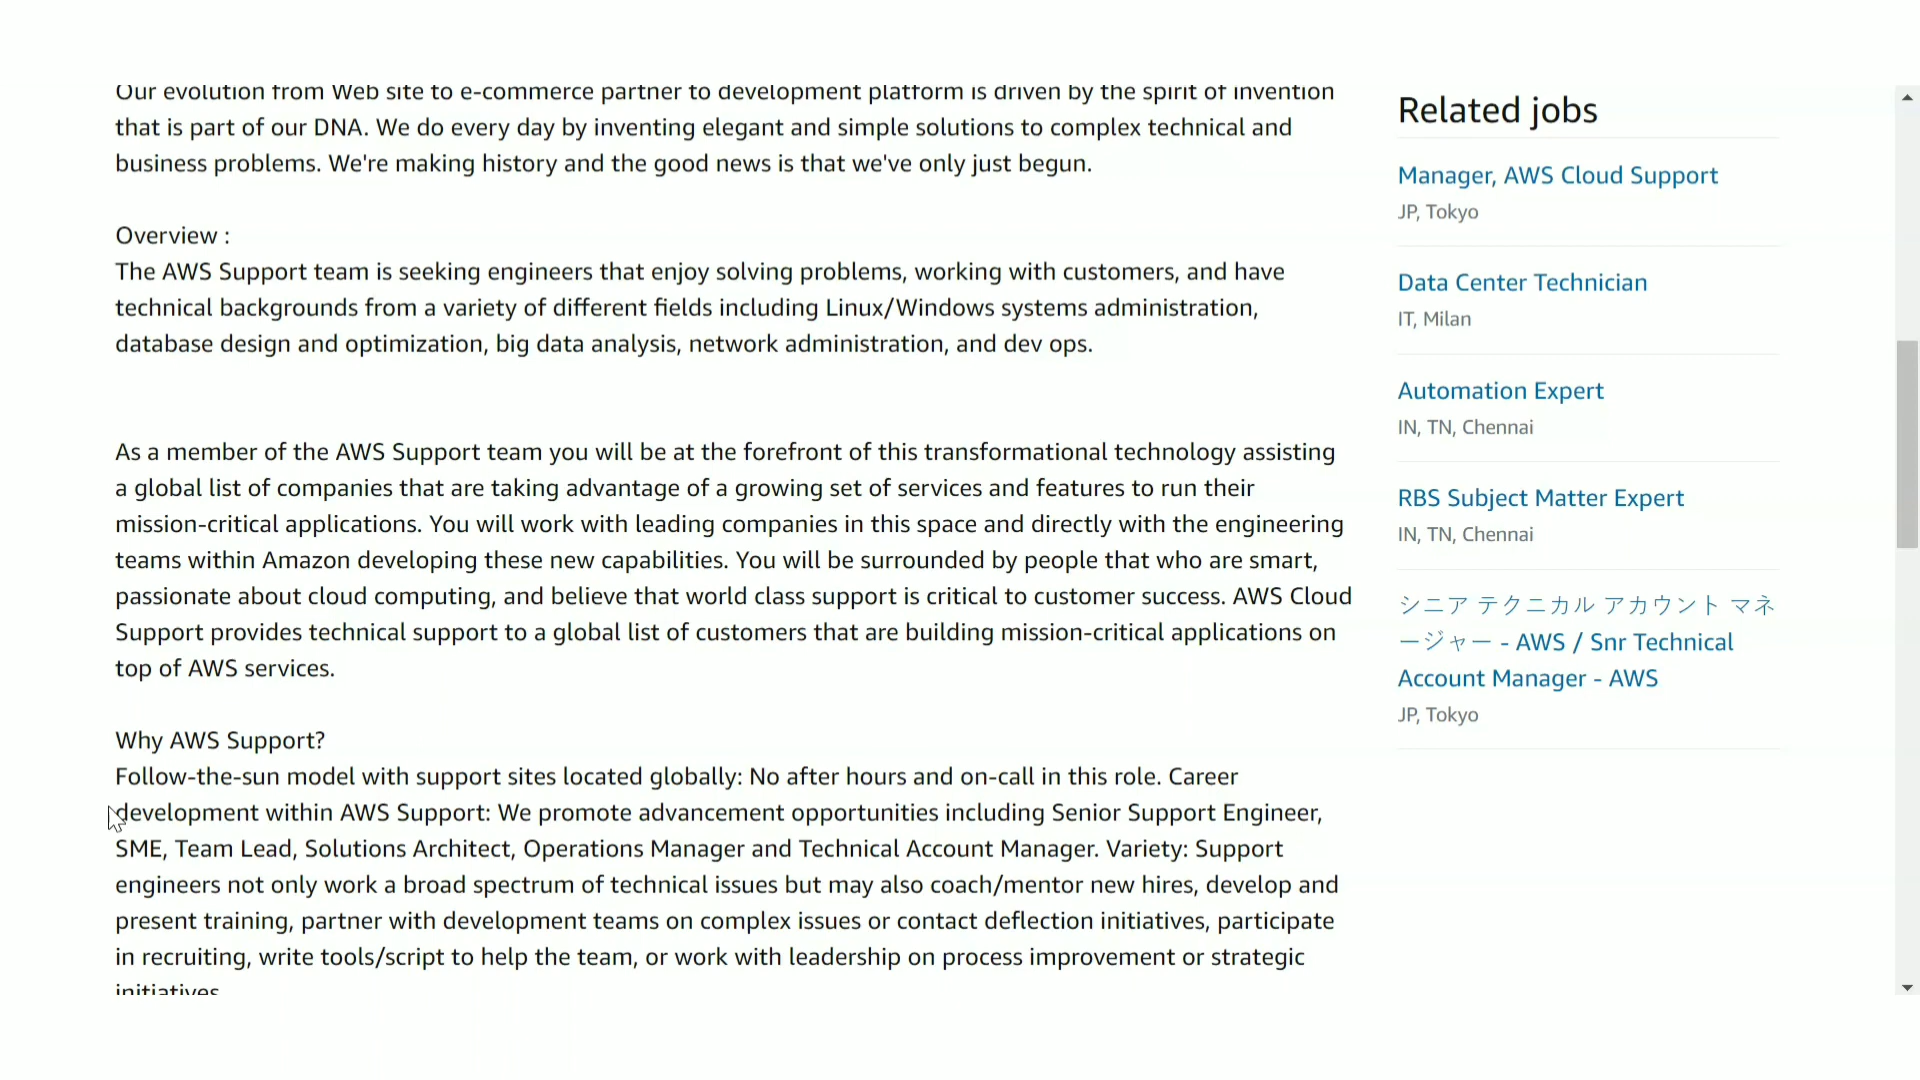 Our evolution from Web site to e-commerce partner to development platform is driven by the spirit of invention
that is part of our DNA. We do every day by inventing elegant and simple solutions to complex technical and
business problems. We're making history and the good news is that we've only just begun.
Overview :
The AWS Support team is seeking engineers that enjoy solving problems, working with customers, and have
technical backgrounds from a variety of different fields including Linux/Windows systems administration,
database design and optimization, big data analysis, network administration, and dev ops.
As a member of the AWS Support team you will be at the forefront of this transformational technology assisting
a global list of companies that are taking advantage of a growing set of services and features to run their
mission-critical applications. You will work with leading companies in this space and directly with the engineering
teams within Amazon developing these new capabilities. You will be surrounded by people that who are smart,
passionate about cloud computing, and believe that world class support is critical to customer success. AWS Cloud
Support provides technical support to a global list of customers that are building mission-critical applications on
top of AWS services.
Why AWS Support?
Follow-the-sun model with support sites located globally: No after hours and on-call in this role. Career
development within AWS Support: We promote advancement opportunities including Senior Support Engineer,
SME, Team Lead, Solutions Architect, Operations Manager and Technical Account Manager. Variety: Support
engineers not only work a broad spectrum of technical issues but may also coach/mentor new hires, develop and
present training, partner with development teams on complex issues or contact deflection initiatives, participate
in recruiting, write tools/script to help the team, or work with leadership on process improvement or strategic
initiatives
Related jobs
Manager, AWS Cloud Support
JP, Tokyo
Data Center Technician
IT, Milan
Automation Expert
IN, TN, Chennai
RBS Subject Matter Expert
IN, TN, Chennai
シニア テクニカル アカウント マネ
ージャー - AWS / Snr Technical
Account Manager - AWS
JP, Tokyo